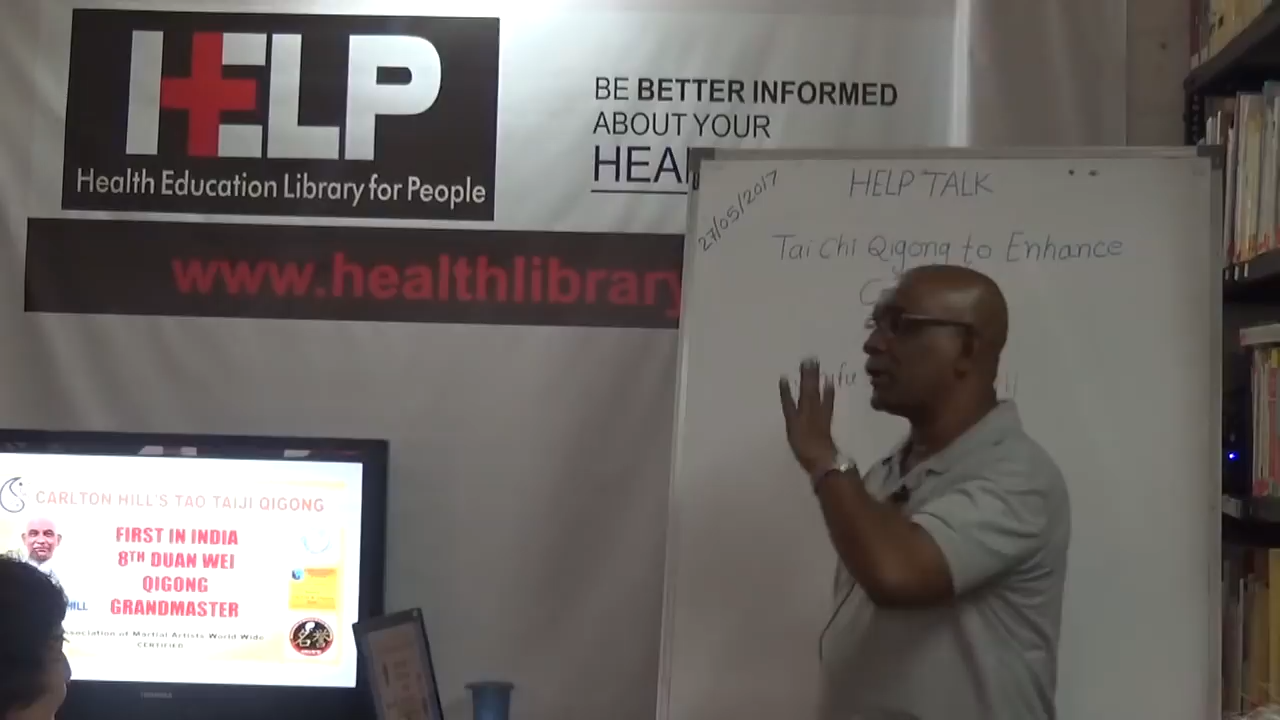 HELP
Health Education Library for People
BE BETTER INFORMED
ABOUT YOUR
HEA
www.healthlibrary
27/05/2017
HELP TALK
Tai Chi Qigong to Enhance
CARLTON HILL'S TAO TAIJI QIGONG
FIRST IN INDIA
8TH DUAN WEI
QIGONG
GRANDMASTER
HILL
ssociation of Martial Artists World Wide
CERTIFIED
TOSHIBA